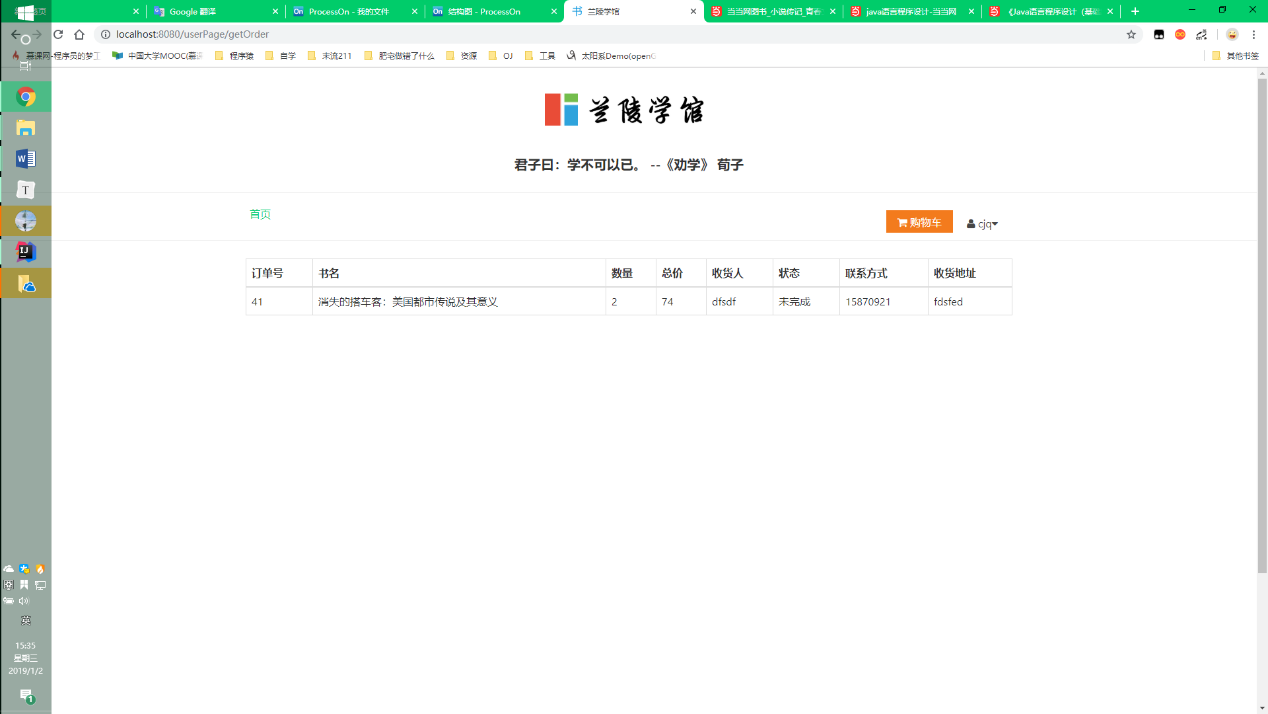 Google 翻译
ProcessOn - 我的文件
结构图 - ProcessOn
兰陵学馆
当当网图书_小说传记_青春
java语言程序设计-当当网
《Java语言程序设计（基础
localhost:8080/userPage/getOrder
慕课网-程序员的梦工
中国大学MOOC(慕
程序猿
自学
末流211
肥宅做错了什么
资源
OJ
工具
太阳系Demo(open
其他书签
兰陵学馆
君子曰：学不可以已。 --《劝学》 荀子
首页
购物车
cjq
订单号 书名 数量 总价 收货人 状态 联系方式 收货地址
41 消失的搭车客：美国都市传说及其意义 2 74 dfsdf 未完成 15870921 fdsfed
英
15:35
星期三
2019/1/2
1